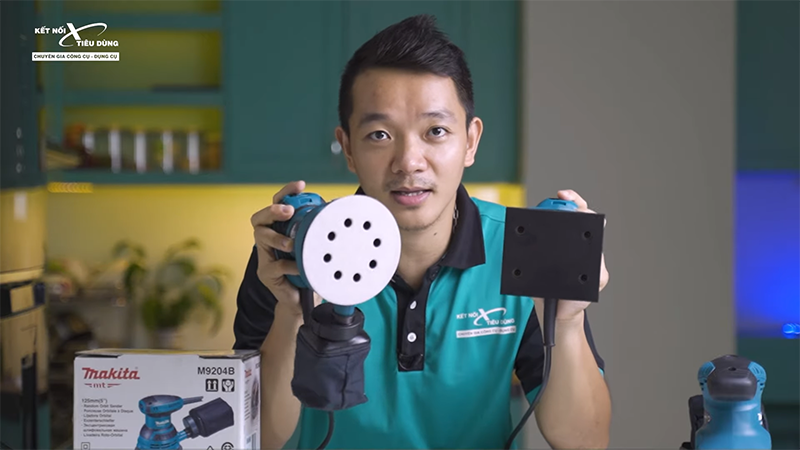 KẾT NỐI
TIÊU DÙNG
CHUYÊN GIA CÔNG CỤ - DỤNG CỤ
KẾT NỐI
TIÊU DÙNG
makita
mt
M9204B
125mm(5")
Random Orbit Sander